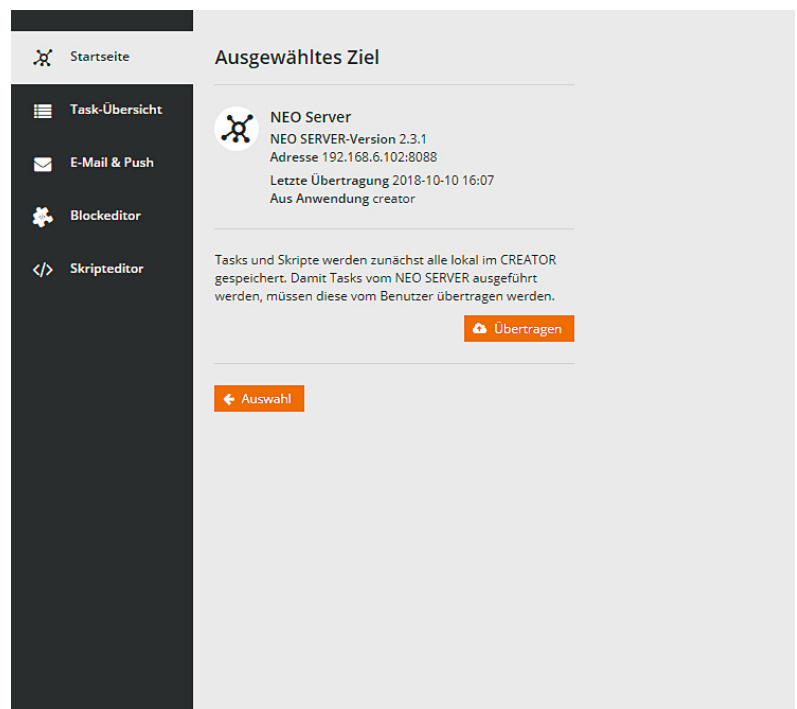 Startseite
Task-Übersicht
E-Mail & Push
Blockeditor
Skripteditor
Ausgewähltes Ziel
NEO Server
NEO SERVER-Version 2.3.1
Adresse 192.168.6.102:8088
Letzte Übertragung 2018-10-10 16:07
Aus Anwendung creator
Tasks und Skripte werden zunächst alle lokal im CREATOR
gespeichert. Damit Tasks vom NEO SERVER ausgeführt
werden, müssen diese vom Benutzer übertragen werden.
Übertragen
Auswahl